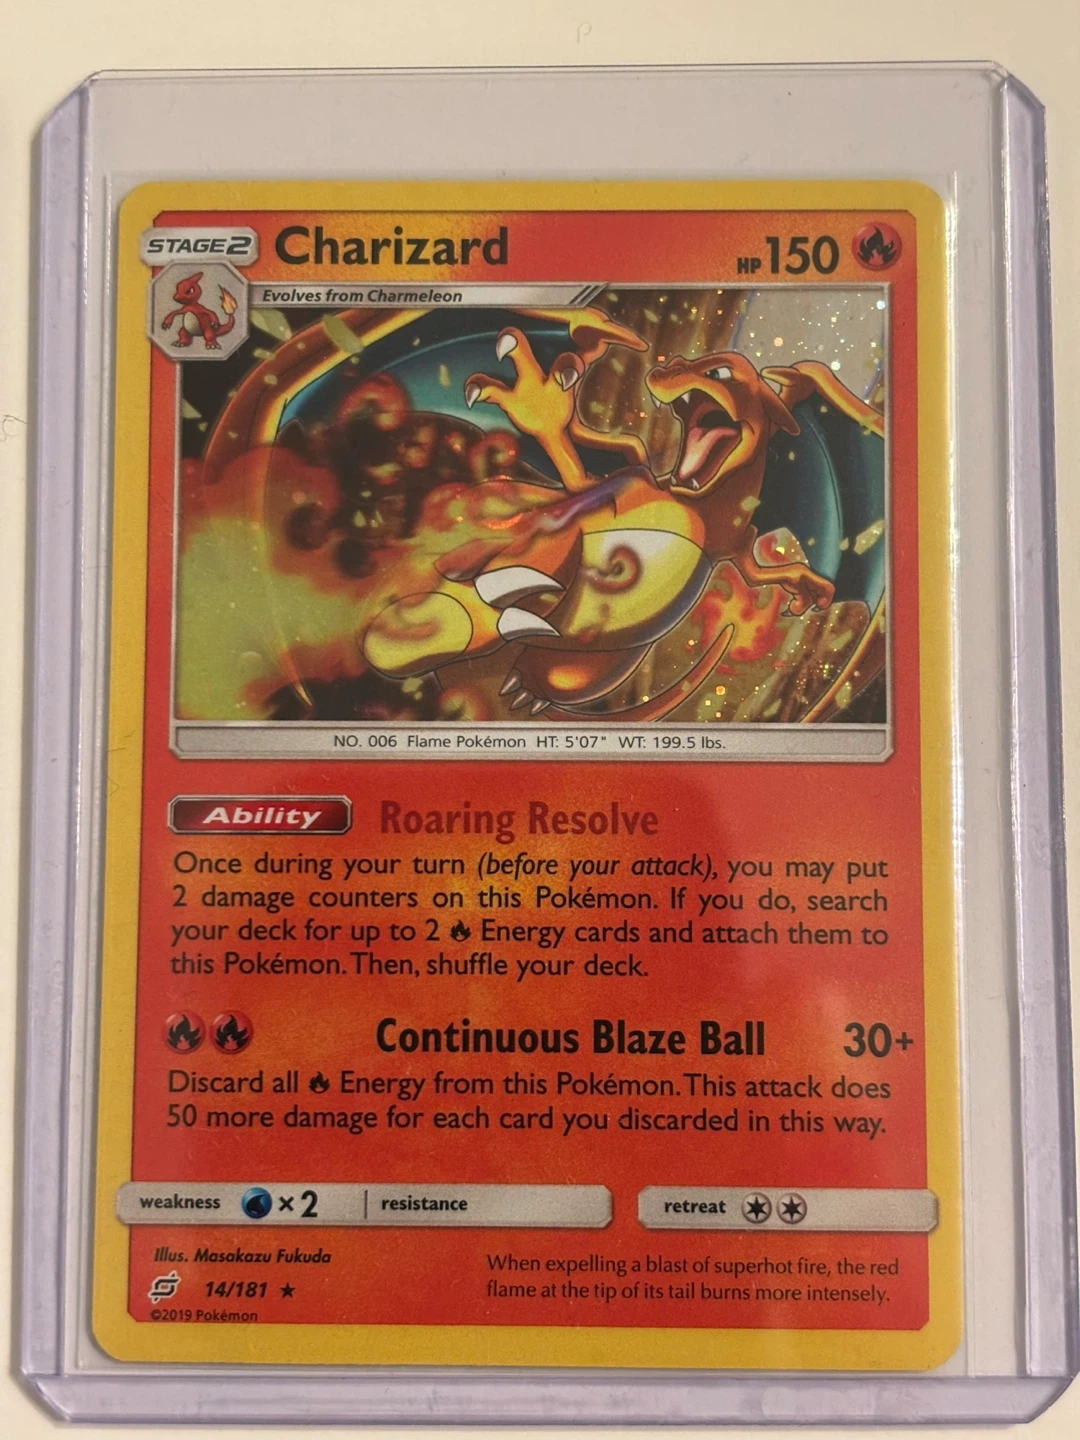 STAGE2 Charizard HP 150
Evolves from Charmeleon
NO. 006 Flame Pokémon HT: 5'07" WT: 199.5 lbs.
Ability Roaring Resolve
Once during your turn (before your attack), you may put
2 damage counters on this Pokémon. If you do, search
your deck for up to 2 Energy cards and attach them to
this Pokémon. Then, shuffle your deck.
Continuous Blaze Ball 30+
Discard all Energy from this Pokémon. This attack does
50 more damage for each card you discarded in this way.
weakness ×2 resistance retreat
Illus. Masakazu Fukuda
14/181 ★
©2019 Pokémon
When expelling a blast of superhot fire, the red
flame at the tip of its tail burns more intensely.